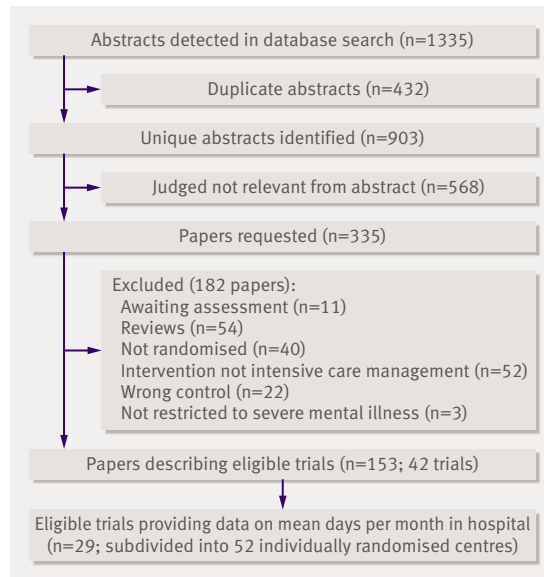 Abstracts detected in database search (n=1335)
Duplicate abstracts (n=432)
Unique abstracts identified (n=903)
Judged not relevant from abstract (n=568)
Papers requested (n=335)
Excluded (182 papers):
Awaiting assessment (n=11)
Reviews (n=54)
Not randomised (n=40)
Intervention not intensive care management (n=52)
Wrong control (n=22)
Not restricted to severe mental illness (n=3)
Papers describing eligible trials (n=153; 42 trials)
Eligible trials providing data on mean days per month in hospital
(n=29; subdivided into 52 individually randomised centres)